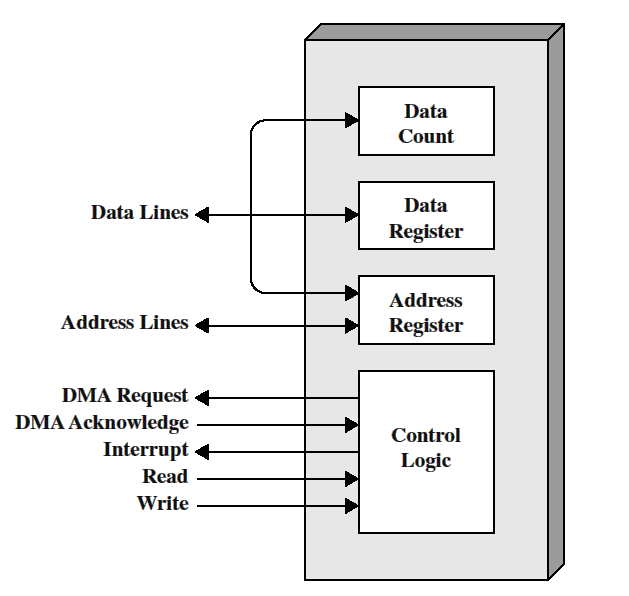 Data
Count
Data Lines
Data
Register
Address Lines
Address
Register
DMA Request
DMA Acknowledge
Interrupt
Read
Write
Control
Logic